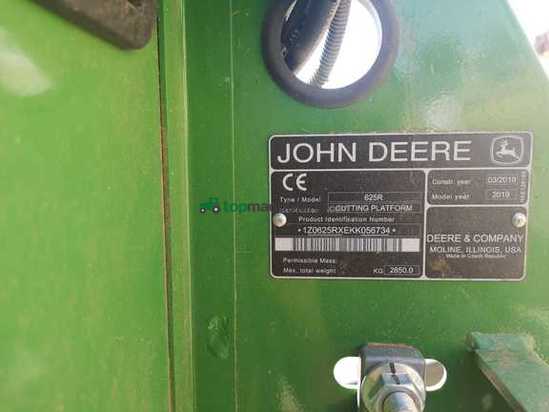 JOHN DEERE
CE
Type / Model 625R
CUTTING PLATFORM
Product Identification Number
*1Z0625RXEKK056734*
Permissible Mass:
Max. total weight KG 2850.0
Constr. year 03/2019
Model year 2019
DEERE & COMPANY
MOLINE, ILLINOIS, USA
Made in Czech Republic
topma